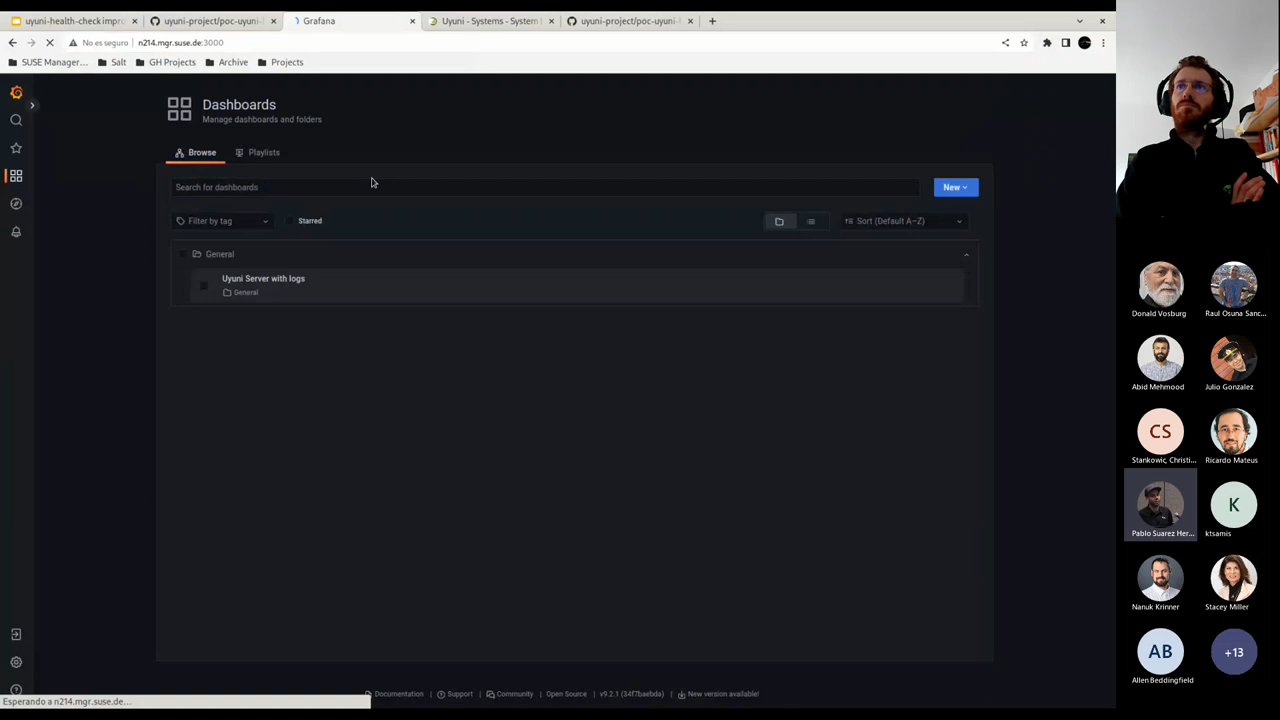 uyuni-health-check impro
uyuni-project/poc-uyuni-
Grafana
Uyuni - Systems - System
uyuni-project/poc-uyuni-
No es seguro
n214.mgr.suse.de:3000
SUSE Manager...
Salt
GH Projects
Archive
Projects
Dashboards
Manage dashboards and folders
Browse
Playlists
Search for dashboards
New
Filter by tag
Starred
Sort (Default A–Z)
General
Uyuni Server with logs
General
Documentation | Support | Community | Open Source | v9.2.1 (34f7baebda) | New version available!
Esperando a n214.mgr.suse.de...
Donald Vosburg
Raul Osuna Sanc...
Abid Mehmood
Julio Gonzalez
CS
Stankowic, Christi...
Ricardo Mateus
Pablo Suarez Her...
K
ktsamis
Nanuk Krinner
Stacey Miller
AB
Allen Beddingfield
+13